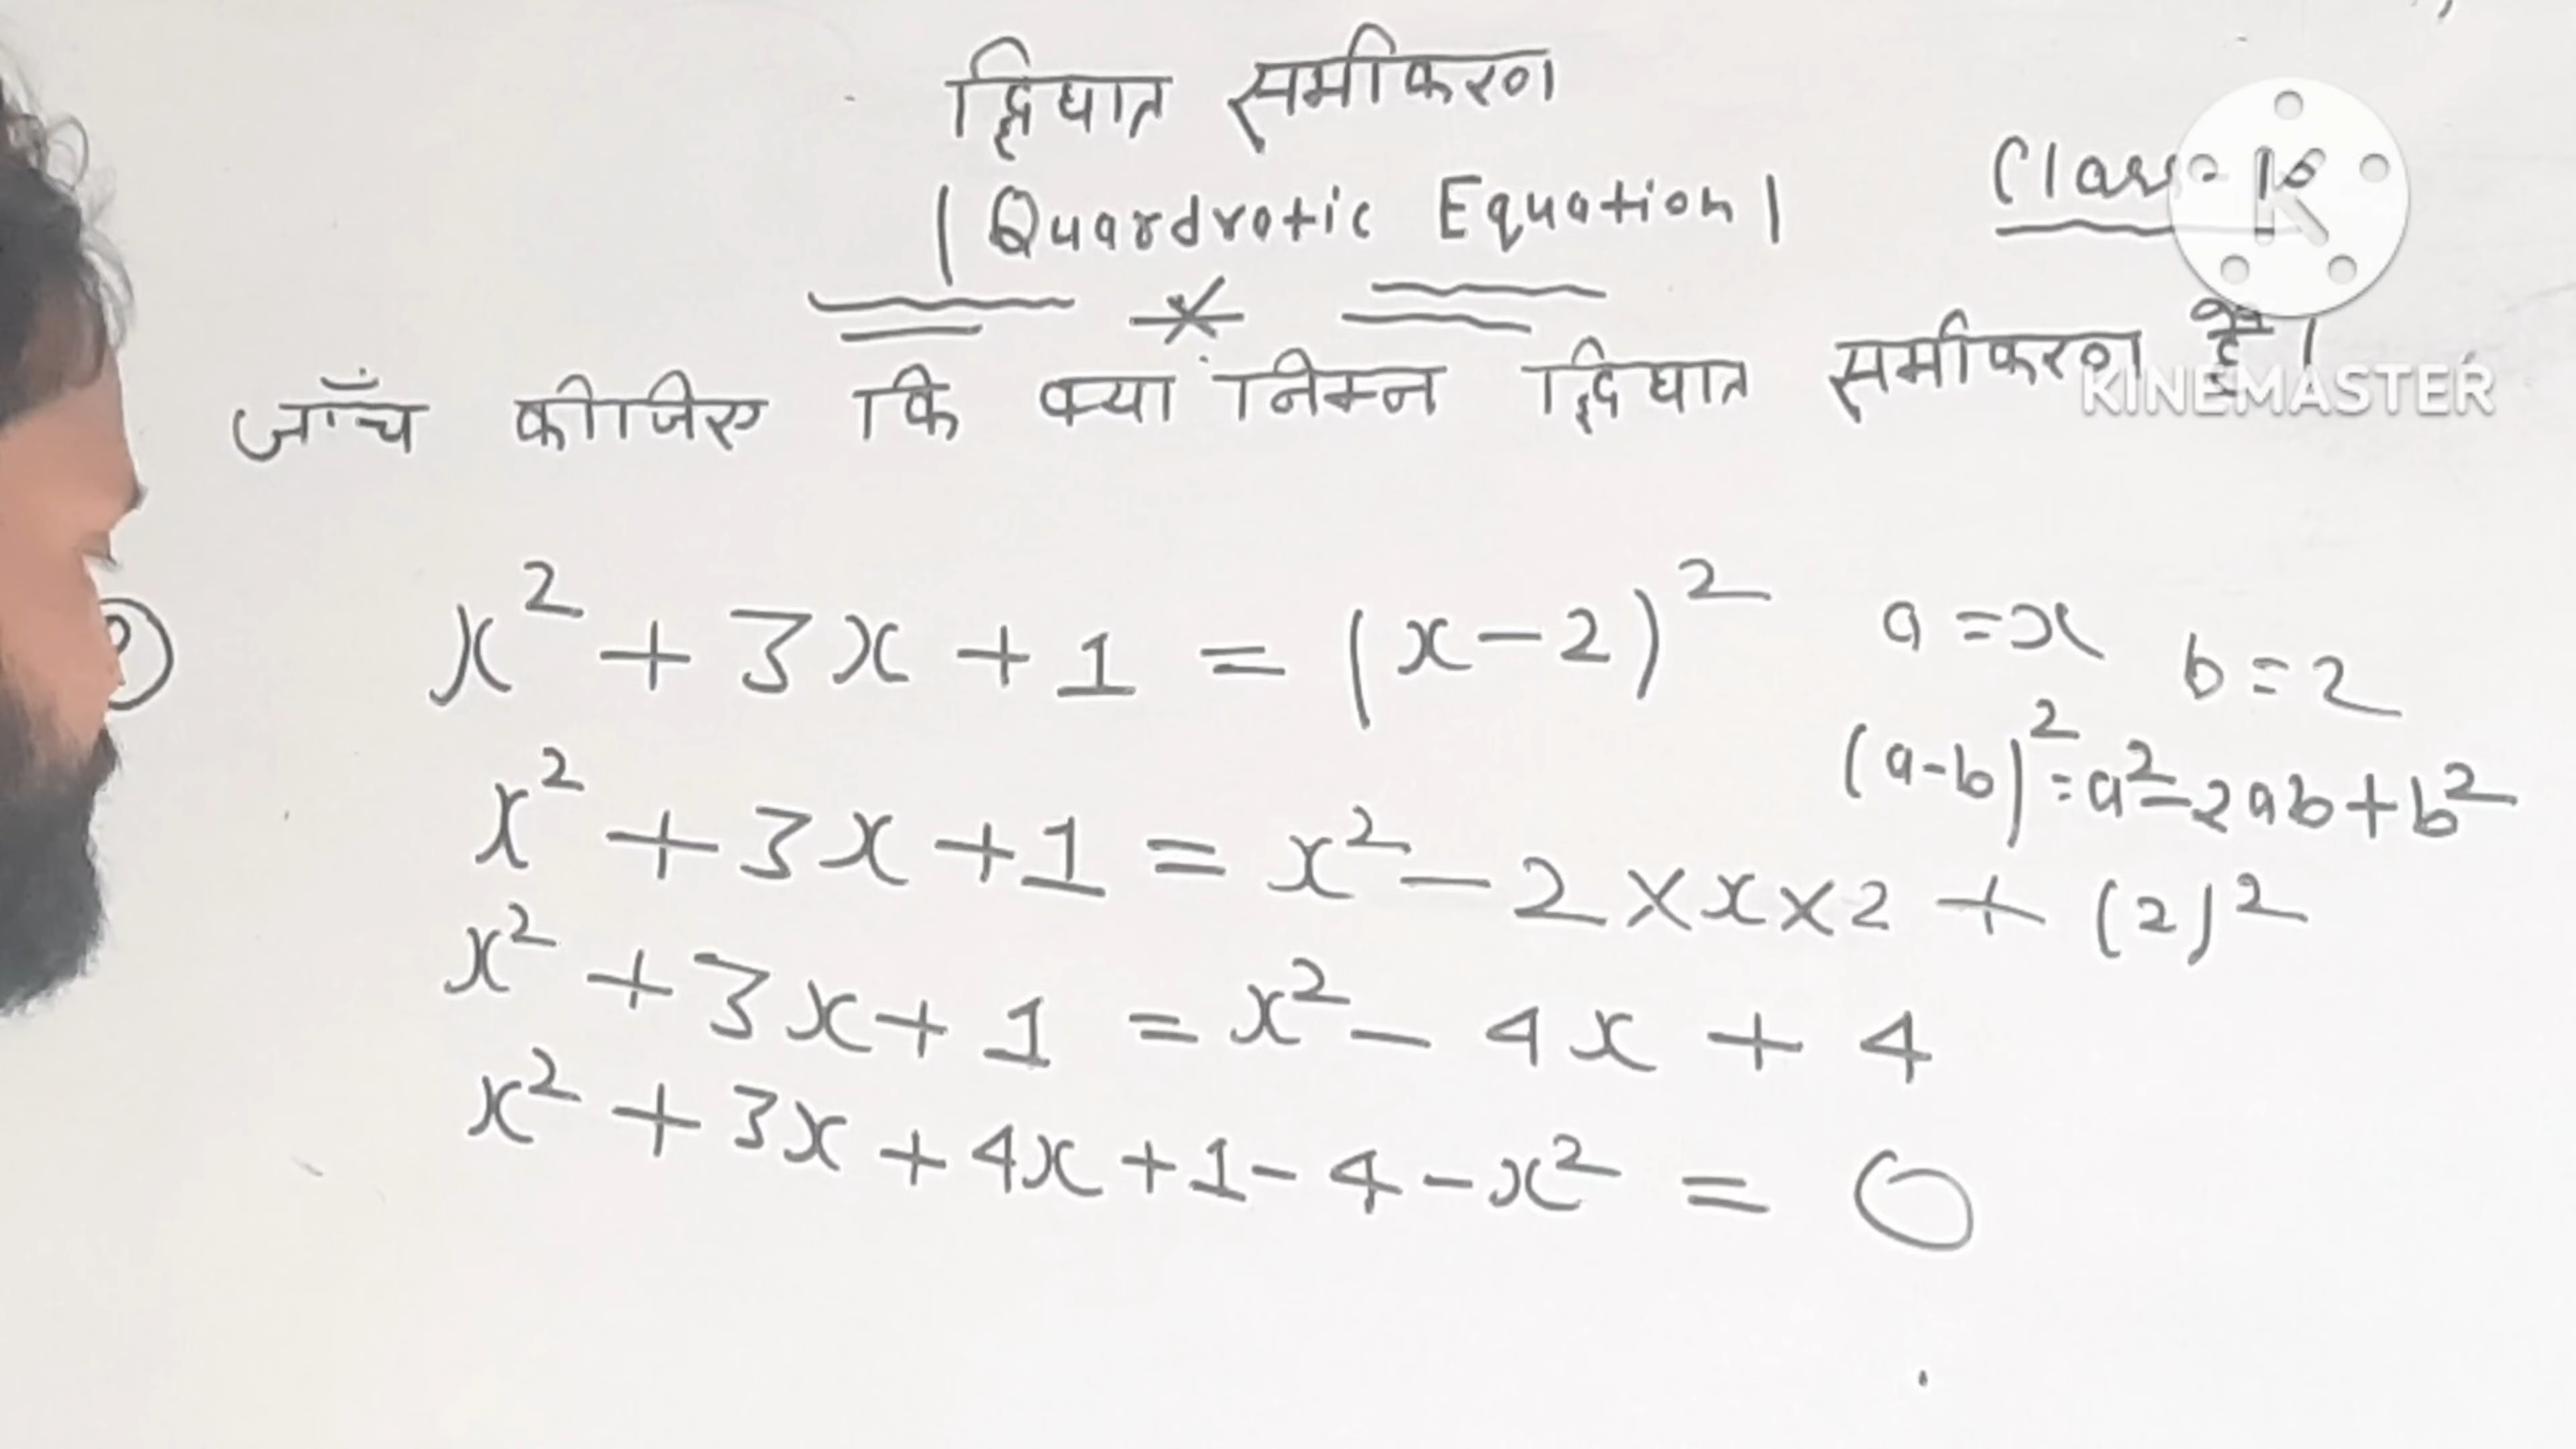 द्विघात समीकरण
(Quardratic Equation)
Class-10
जाँच कीजिए कि क्या निम्न द्विघात समीकरण है।
KINEMASTER
x² + 3x + 1 = (x-2)² a = x b = 2
(a-b)² = a² - 2ab + b²
x² + 3x + 1 = x² - 2 × x × 2 + (2)²
x² + 3x + 1 = x² - 4x + 4
x² + 3x + 4x + 1 - 4 - x² = 0